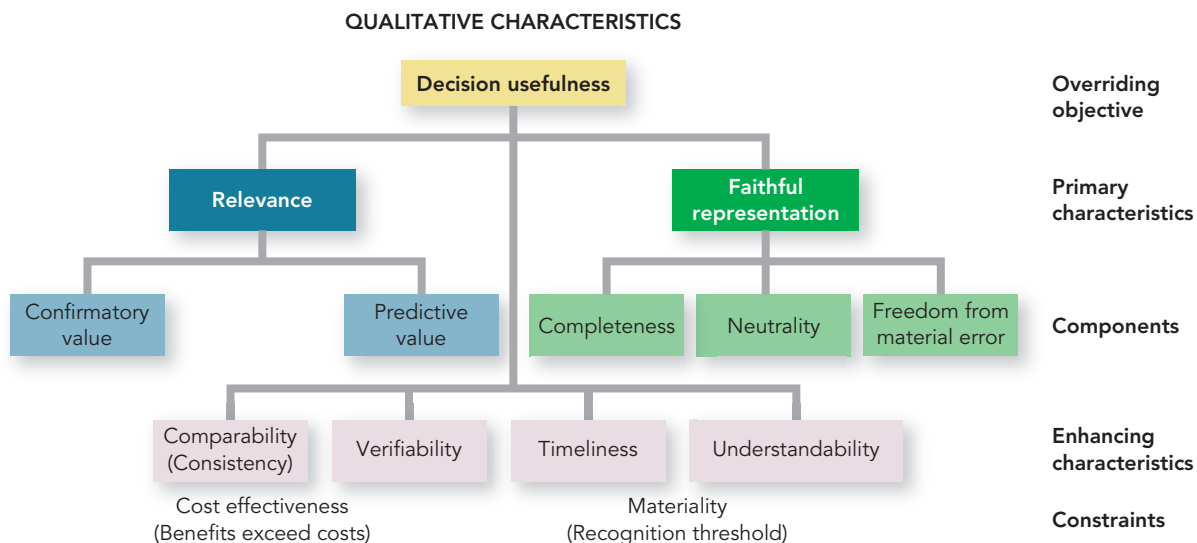 QUALITATIVE CHARACTERISTICS
Decision usefulness
Overriding
objective
Relevance
Faithful
representation
Primary
characteristics
Confirmatory
value
Predictive
value
Completeness
Neutrality
Freedom from
material error
Components
Comparability
(Consistency)
Verifiability
Timeliness
Understandability
Enhancing
characteristics
Cost effectiveness
(Benefits exceed costs)
Materiality
(Recognition threshold)
Constraints